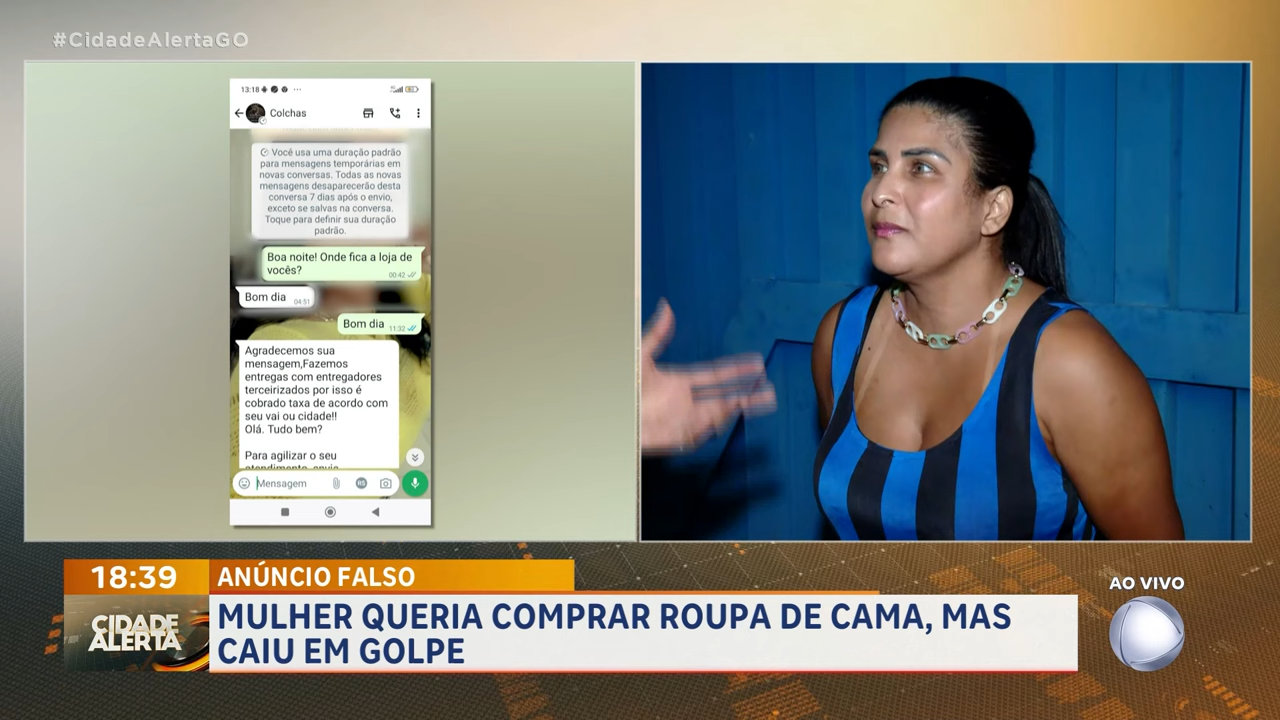 #CidadeAlertaGO
13:18
Colchas
Você usa uma duração padrão
para mensagens temporárias em
novas conversas. Todas as novas
mensagens desaparecerão desta
conversa 7 dias após o envio,
exceto se salvas na conversa.
Toque para definir sua duração
padrão.
Boa noite! Onde fica a loja de
vocês?
00:42
Bom dia 04:51
Bom dia 11:32
Agradecemos sua
mensagem,Fazemos
entregas com entregadores
terceirizados por isso é
cobrado taxa de acordo com
seu vai ou cidade!!
Olá. Tudo bem?
Para agilizar o seu
atendimento, envie
Mensagem
18:39 ANÚNCIO FALSO
CIDADE
ALERTA
MULHER QUERIA COMPRAR ROUPA DE CAMA, MAS
CAIU EM GOLPE
AO VIVO